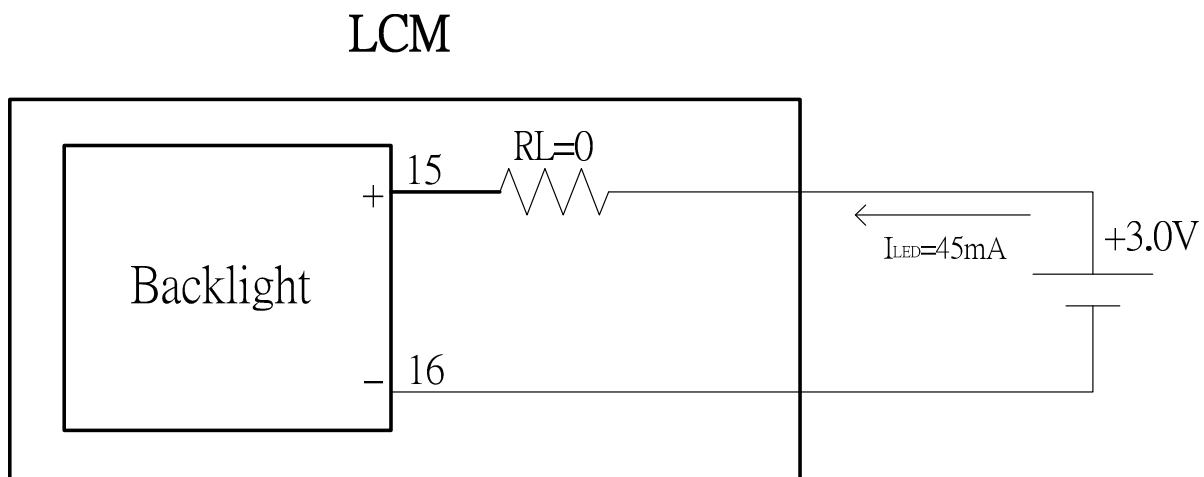 LCM
RL=0
15
+
+3.0V
ILED=45mA
Backlight
16
−